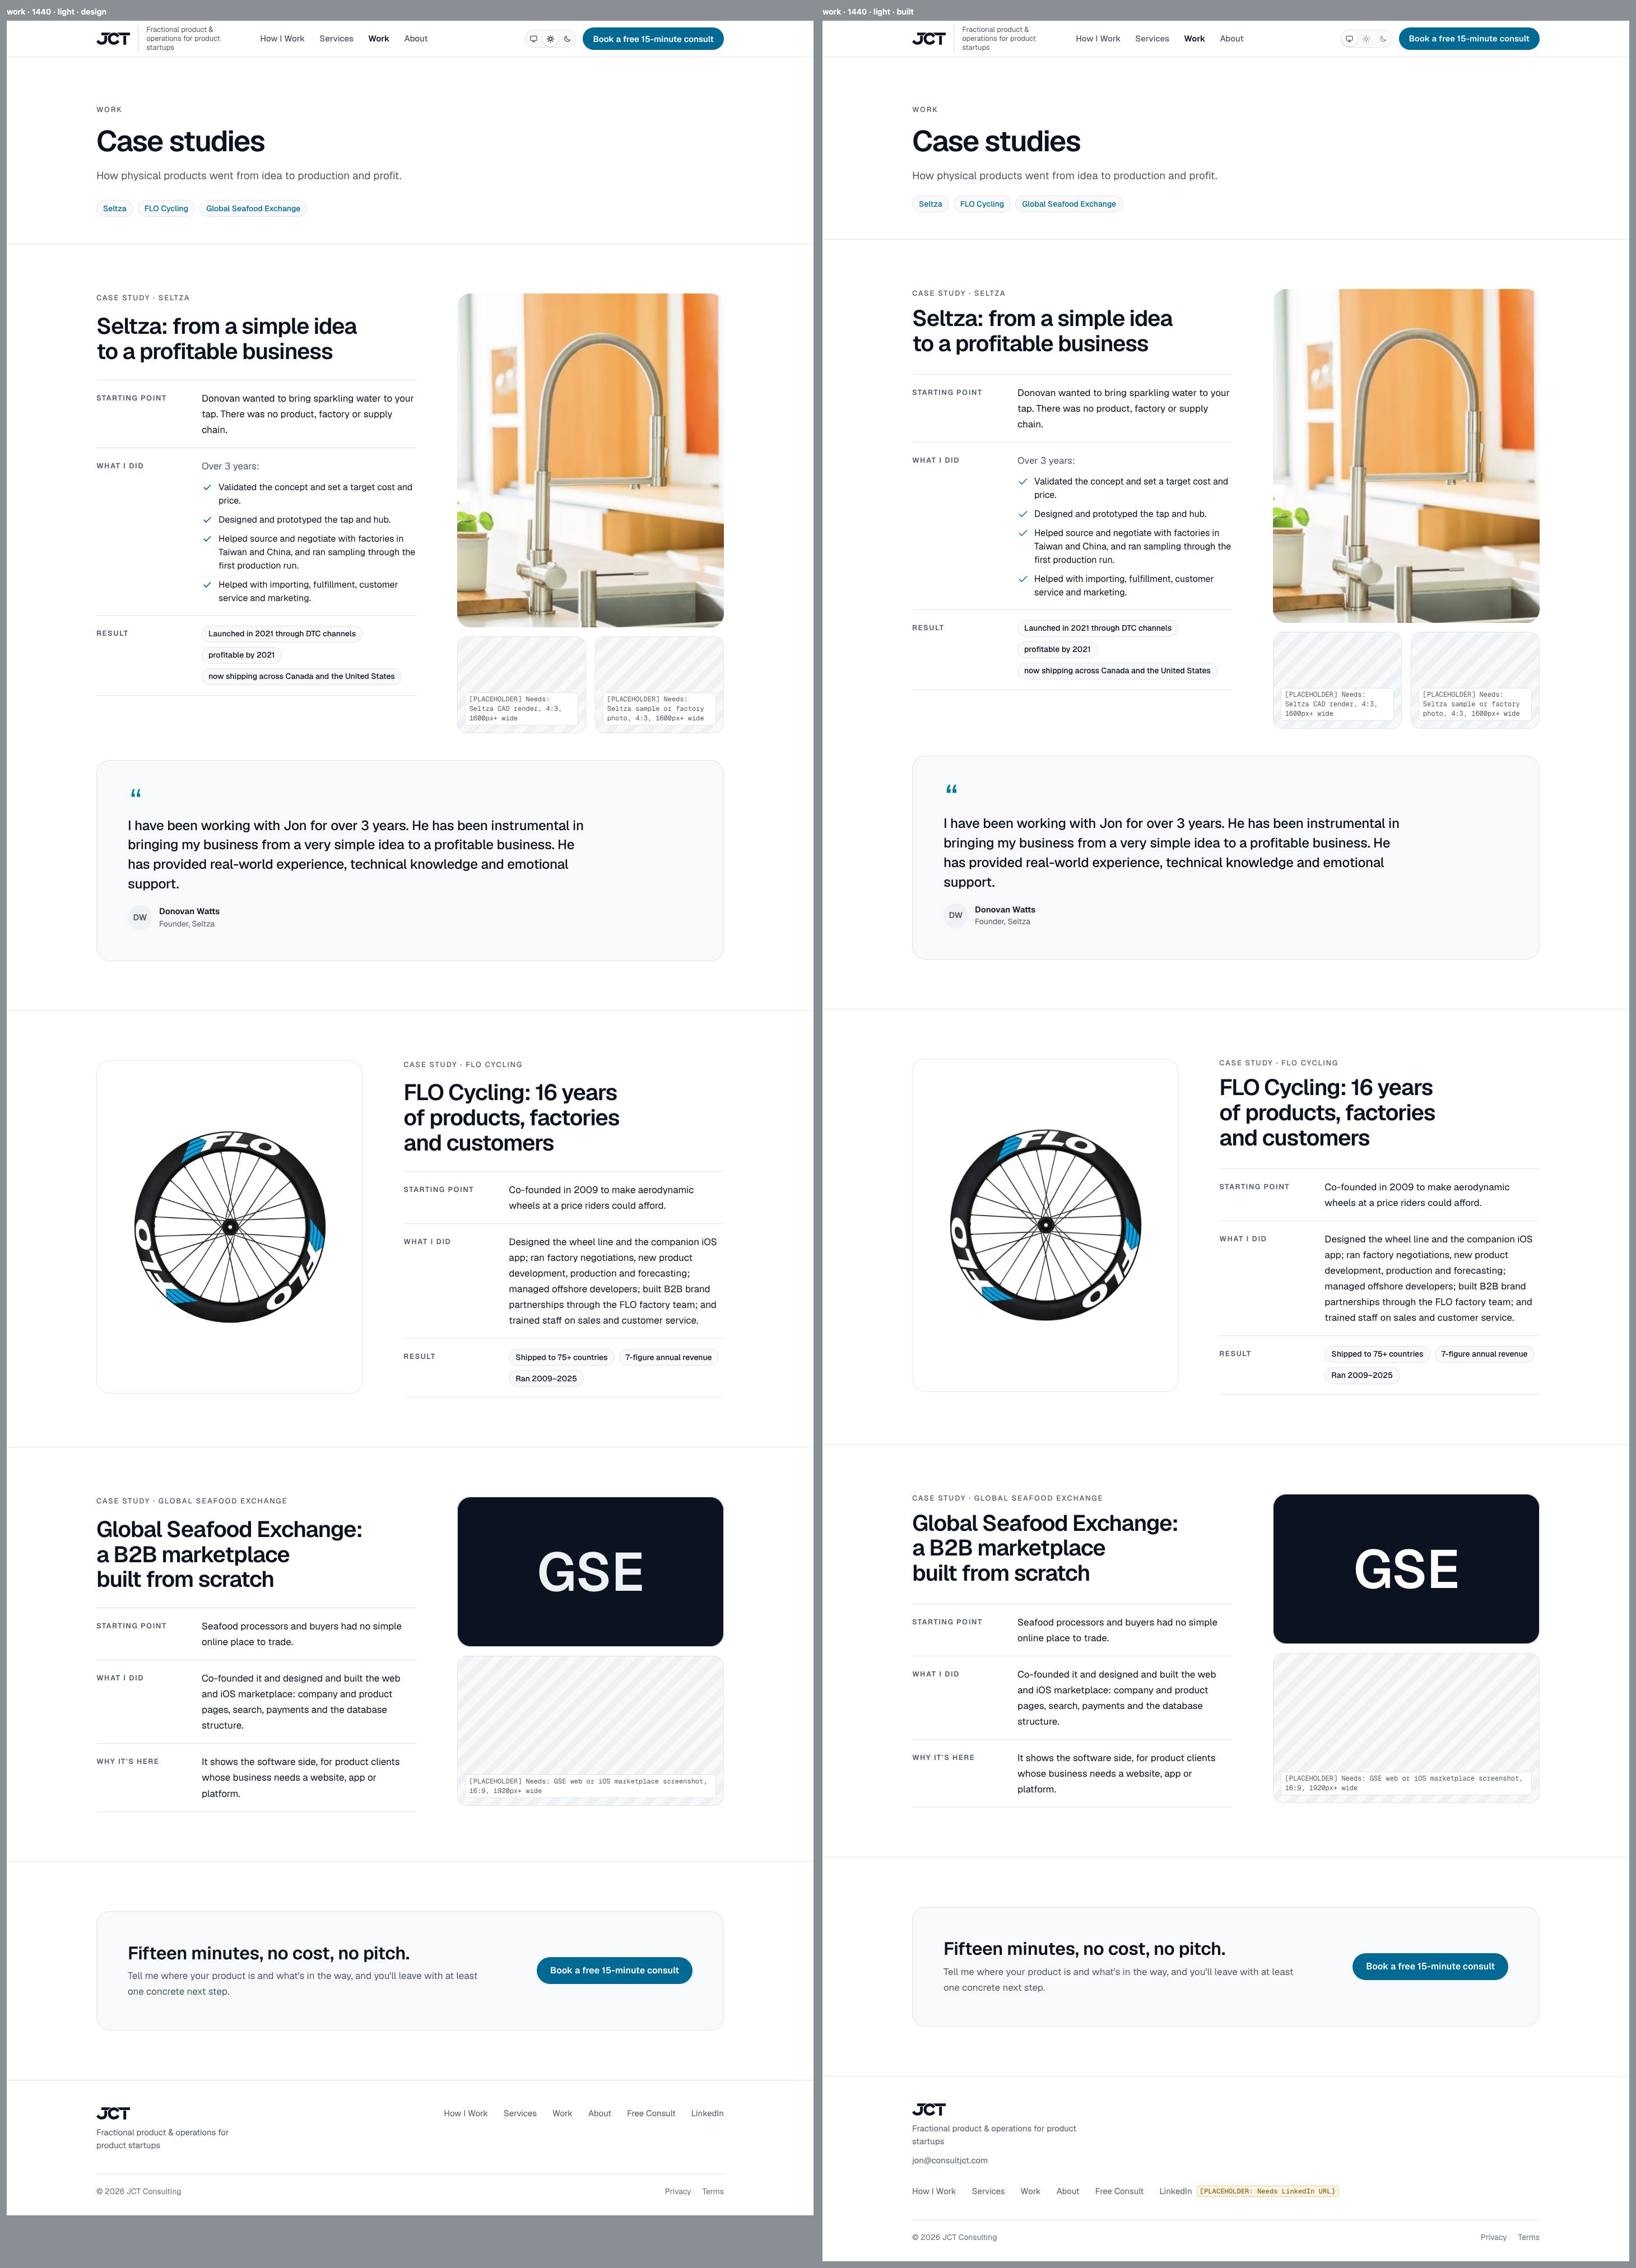 work · 1440 · light · design
JCT
Fractional product &
operations for product
startups
How I Work
Services
Work
About
Book a free 15-minute consult
WORK
Case studies
How physical products went from idea to production and profit.
Seltza
FLO Cycling
Global Seafood Exchange
CASE STUDY · SELTZA
Seltza: from a simple idea
to a profitable business
STARTING POINT
Donovan wanted to bring sparkling water to your
tap. There was no product, factory or supply
chain.
WHAT I DID
Over 3 years:
Validated the concept and set a target cost and
price.
Designed and prototyped the tap and hub.
Helped source and negotiate with factories in
Taiwan and China, and ran sampling through the
first production run.
Helped with importing, fulfillment, customer
service and marketing.
RESULT
Launched in 2021 through DTC channels
profitable by 2021
now shipping across Canada and the United States
[PLACEHOLDER] Needs:
Seltza CAD render, 4:3,
1600px+ wide
[PLACEHOLDER] Needs:
Seltza sample or factory
photo, 4:3, 1600px+ wide
“
I have been working with Jon for over 3 years. He has been instrumental in
bringing my business from a very simple idea to a profitable business. He
has provided real-world experience, technical knowledge and emotional
support.
DW
Donovan Watts
Founder, Seltza
FLO
FLO
FLO
CASE STUDY · FLO CYCLING
FLO Cycling: 16 years
of products, factories
and customers
STARTING POINT
Co-founded in 2009 to make aerodynamic
wheels at a price riders could afford.
WHAT I DID
Designed the wheel line and the companion iOS
app; ran factory negotiations, new product
development, production and forecasting;
managed offshore developers; built B2B brand
partnerships through the FLO factory team; and
trained staff on sales and customer service.
RESULT
Shipped to 75+ countries
7-figure annual revenue
Ran 2009–2025
CASE STUDY · GLOBAL SEAFOOD EXCHANGE
Global Seafood Exchange:
a B2B marketplace
built from scratch
STARTING POINT
Seafood processors and buyers had no simple
online place to trade.
WHAT I DID
Co-founded it and designed and built the web
and iOS marketplace: company and product
pages, search, payments and the database
structure.
WHY IT'S HERE
It shows the software side, for product clients
whose business needs a website, app or
platform.
GSE
[PLACEHOLDER] Needs: GSE web or iOS marketplace screenshot,
16:9, 1920px+ wide
Fifteen minutes, no cost, no pitch.
Tell me where your product is and what's in the way, and you'll leave with at least
one concrete next step.
Book a free 15-minute consult
JCT
Fractional product & operations for
product startups
How I Work
Services
Work
About
Free Consult
LinkedIn
© 2026 JCT Consulting
Privacy
Terms
work · 1440 · light · built
JCT
Fractional product &
operations for product
startups
How I Work
Services
Work
About
Book a free 15-minute consult
WORK
Case studies
How physical products went from idea to production and profit.
Seltza
FLO Cycling
Global Seafood Exchange
CASE STUDY · SELTZA
Seltza: from a simple idea
to a profitable business
STARTING POINT
Donovan wanted to bring sparkling water to your
tap. There was no product, factory or supply
chain.
WHAT I DID
Over 3 years:
Validated the concept and set a target cost and
price.
Designed and prototyped the tap and hub.
Helped source and negotiate with factories in
Taiwan and China, and ran sampling through the
first production run.
Helped with importing, fulfillment, customer
service and marketing.
RESULT
Launched in 2021 through DTC channels
profitable by 2021
now shipping across Canada and the United States
[PLACEHOLDER] Needs:
Seltza CAD render, 4:3,
1600px+ wide
[PLACEHOLDER] Needs:
Seltza sample or factory
photo, 4:3, 1600px+ wide
“
I have been working with Jon for over 3 years. He has been instrumental in
bringing my business from a very simple idea to a profitable business. He
has provided real-world experience, technical knowledge and emotional
support.
DW
Donovan Watts
Founder, Seltza
FLO
FLO
FLO
CASE STUDY · FLO CYCLING
FLO Cycling: 16 years
of products, factories
and customers
STARTING POINT
Co-founded in 2009 to make aerodynamic
wheels at a price riders could afford.
WHAT I DID
Designed the wheel line and the companion iOS
app; ran factory negotiations, new product
development, production and forecasting;
managed offshore developers; built B2B brand
partnerships through the FLO factory team; and
trained staff on sales and customer service.
RESULT
Shipped to 75+ countries
7-figure annual revenue
Ran 2009–2025
CASE STUDY · GLOBAL SEAFOOD EXCHANGE
Global Seafood Exchange:
a B2B marketplace
built from scratch
STARTING POINT
Seafood processors and buyers had no simple
online place to trade.
WHAT I DID
Co-founded it and designed and built the web
and iOS marketplace: company and product
pages, search, payments and the database
structure.
WHY IT'S HERE
It shows the software side, for product clients
whose business needs a website, app or
platform.
GSE
[PLACEHOLDER] Needs: GSE web or iOS marketplace screenshot,
16:9, 1920px+ wide
Fifteen minutes, no cost, no pitch.
Tell me where your product is and what's in the way, and you'll leave with at least
one concrete next step.
Book a free 15-minute consult
JCT
Fractional product & operations for product
startups
jon@consultjct.com
How I Work
Services
Work
About
Free Consult
LinkedIn
[PLACEHOLDER: Needs LinkedIn URL]
© 2026 JCT Consulting
Privacy
Terms